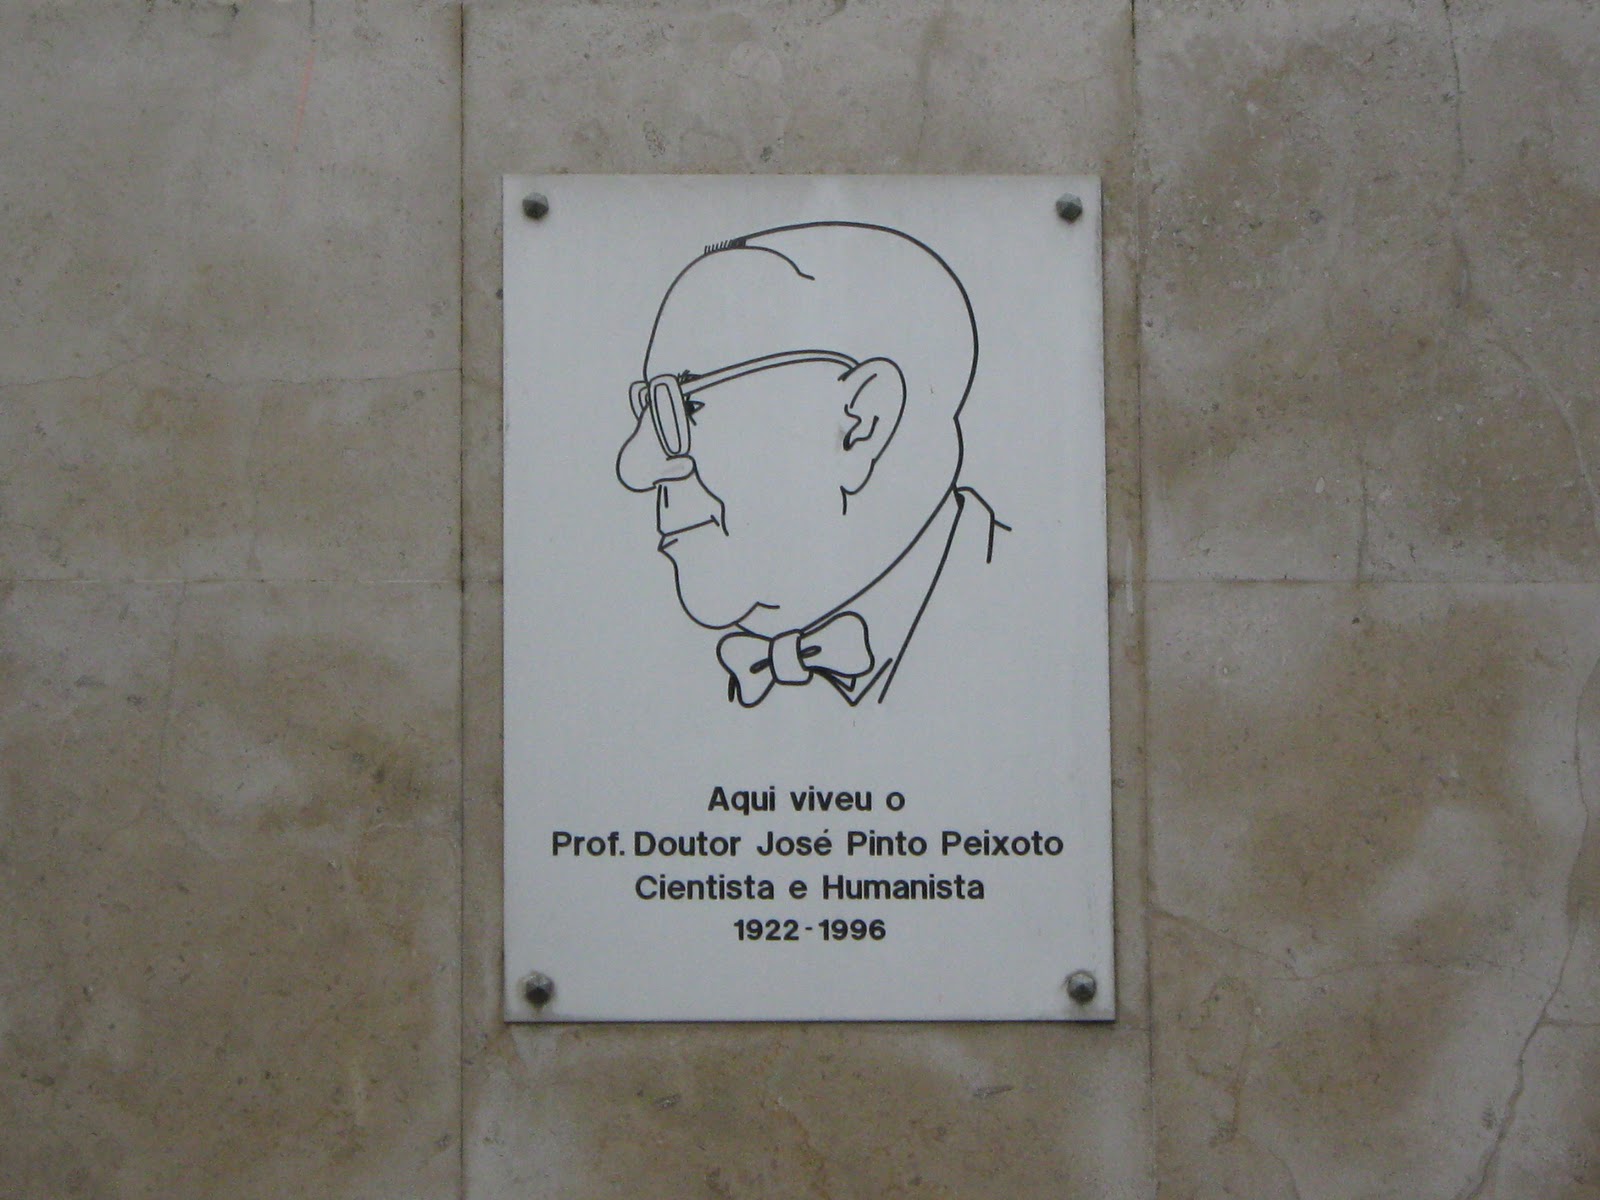 Aqui viveu o
Prof. Doutor José Pinto Peixoto
Cientista e Humanista
1922-1996